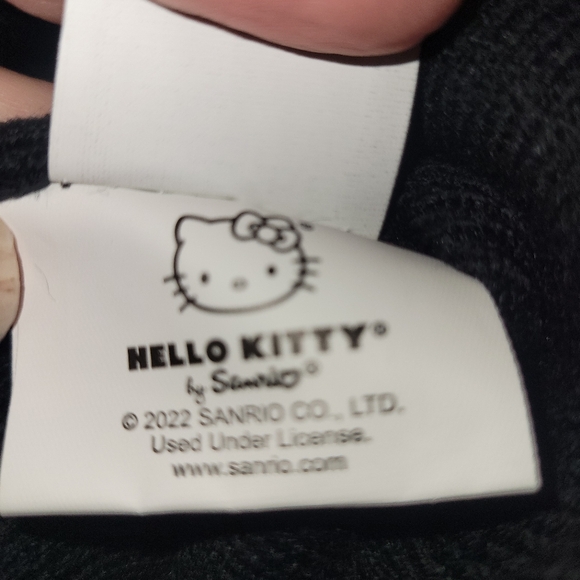 HELLO KITTY®
by Sanrio®
© 2022 SANRIO CO., LTD.
Used Under License.
www.sanrio.com